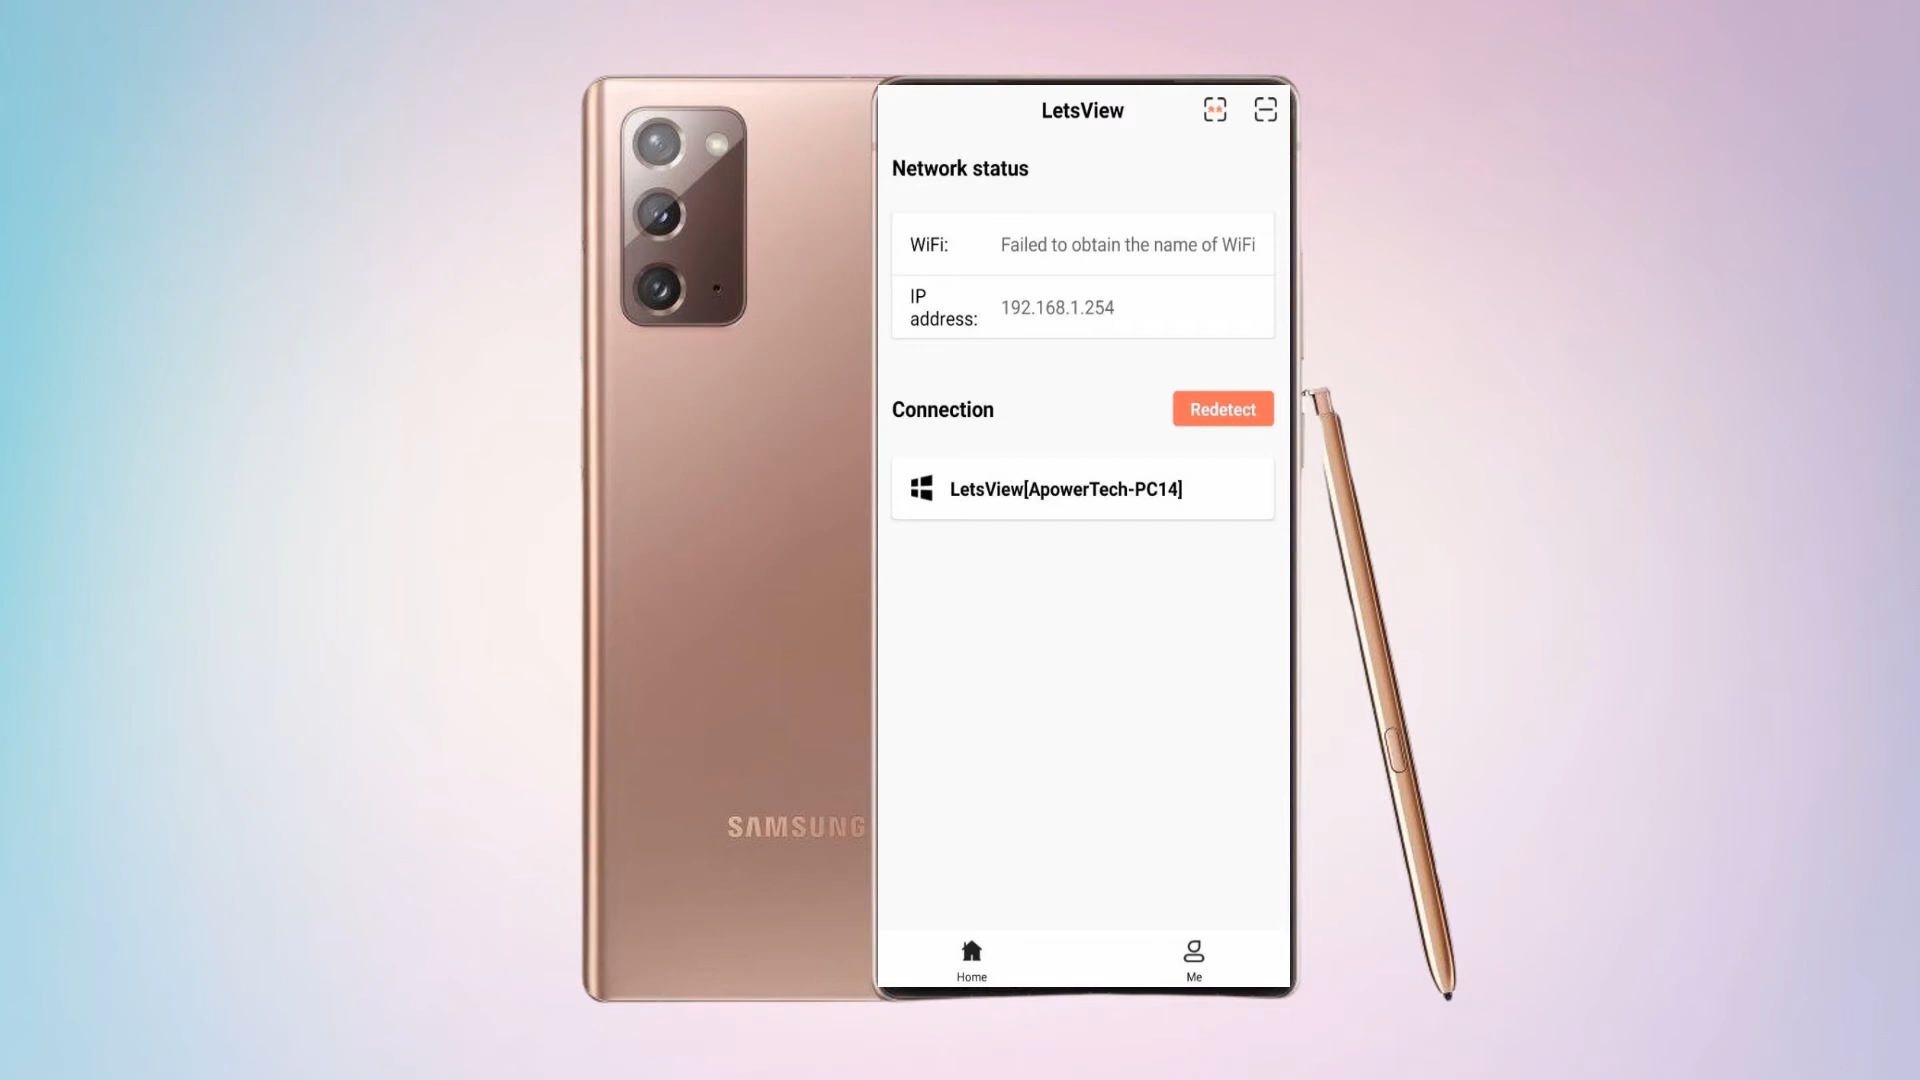 LetsView
Network status
WiFi: Failed to obtain the name of WiFi
IP
address: 192.168.1.254
Connection Redetect
LetsView[ApowerTech-PC14]
SAMSUNG
Home Me